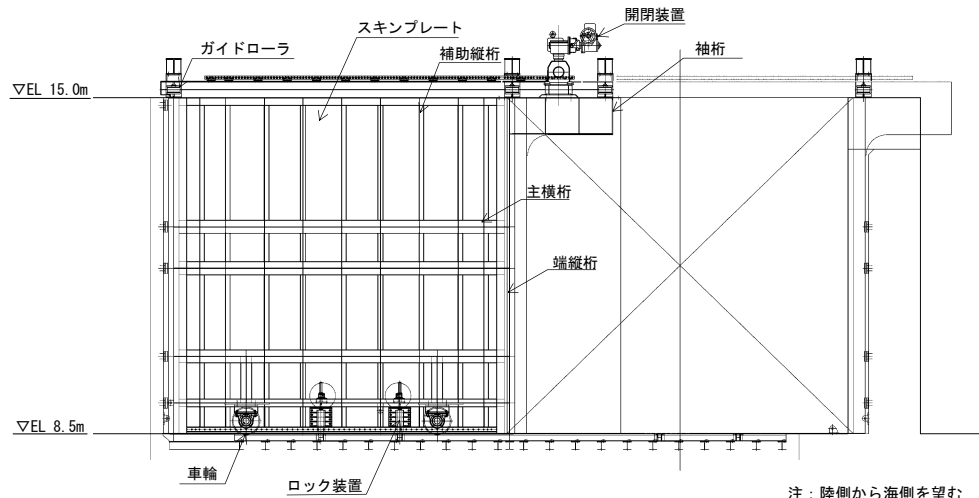 開閉装置
スキンプレート
ガイドローラ
補助縦桁
袖桁
▽EL 15.0m
主横桁
端縦桁
▽EL 8.5m
車輪
ロック装置
注：陸側から海側を望む